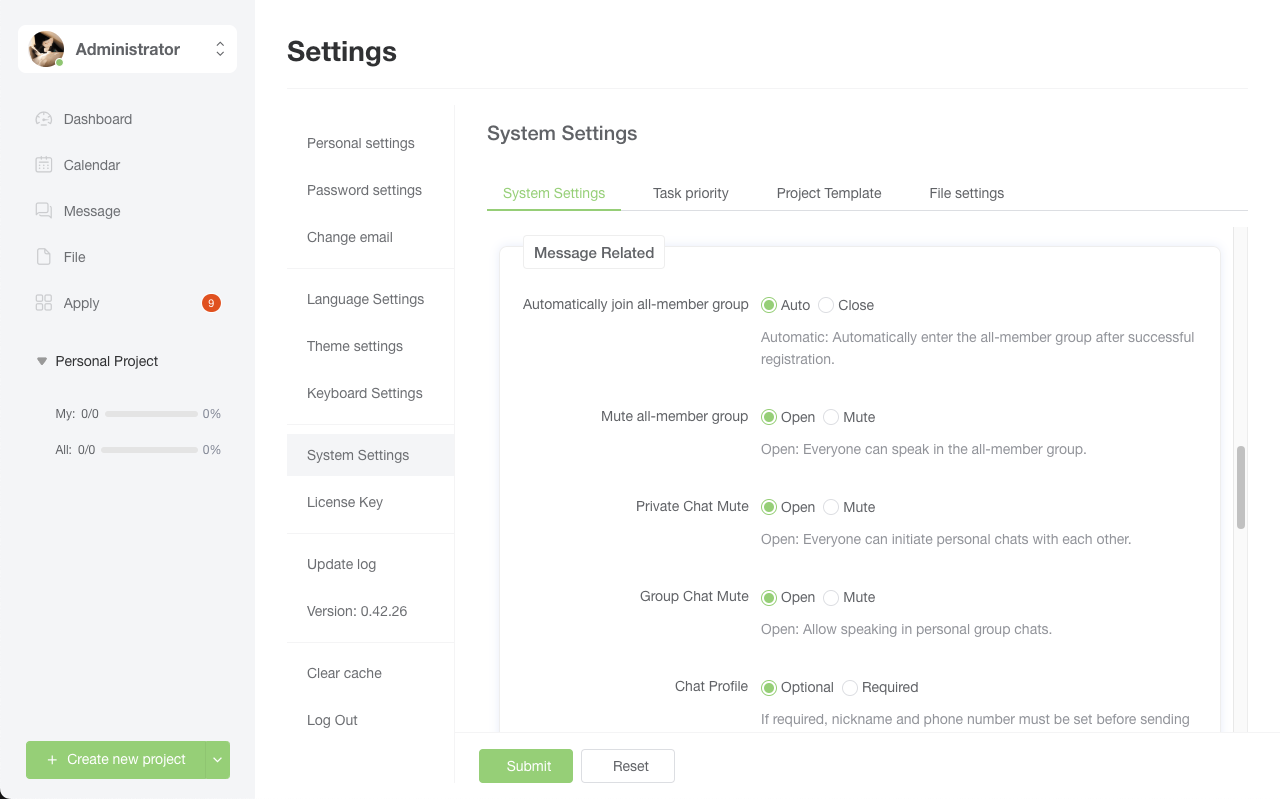 Administrator
Dashboard
Calendar
Message
File
Apply
9
Personal Project
My: 0/0 0%
All: 0/0 0%
Create new project
Settings
Personal settings
Password settings
Change email
Language Settings
Theme settings
Keyboard Settings
System Settings
License Key
Update log
Version: 0.42.26
Clear cache
Log Out
System Settings
System Settings
Task priority
Project Template
File settings
Message Related
Automatically join all-member group
Auto
Close
Automatic: Automatically enter the all-member group after successful
registration.
Mute all-member group
Open
Mute
Open: Everyone can speak in the all-member group.
Private Chat Mute
Open
Mute
Open: Everyone can initiate personal chats with each other.
Group Chat Mute
Open
Mute
Open: Allow speaking in personal group chats.
Chat Profile
Optional
Required
If required, nickname and phone number must be set before sending
Submit
Reset